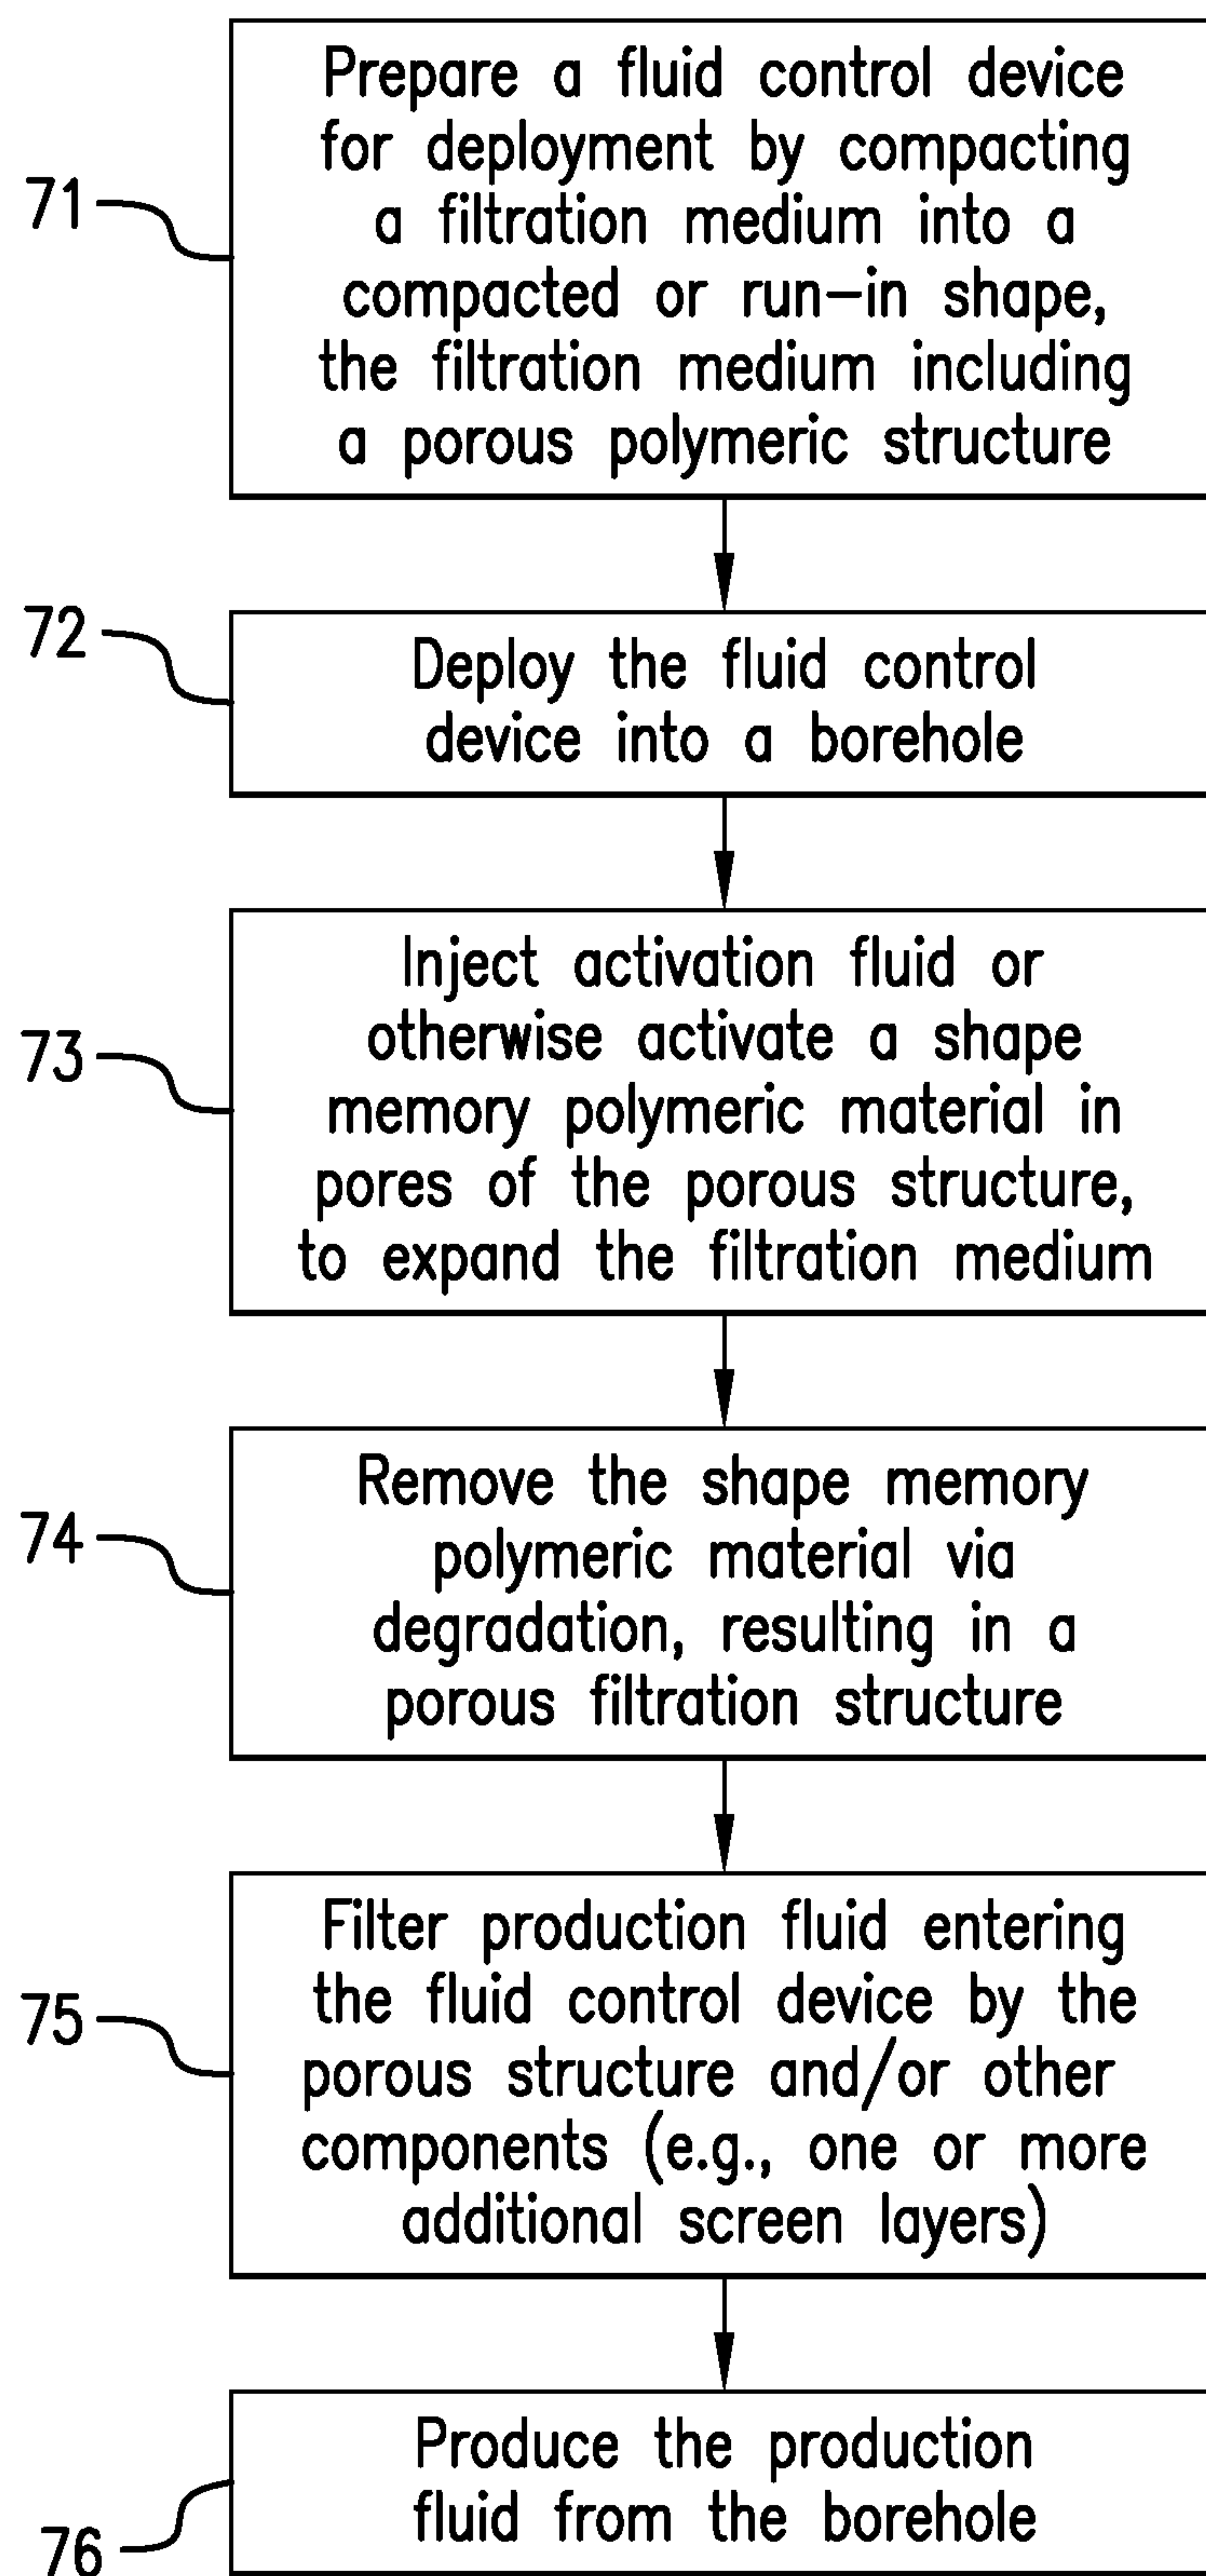 Prepare a fluid control device
for deployment by compacting
71
a filtration medium into a
compacted or run-in shape,
the filtration medium including
a porous polymeric structure
72
Deploy the fluid control
device into a borehole
Inject activation fluid or
otherwise activate a shape
73
memory polymeric material in
pores of the porous structure,
to expand the filtration medium
Remove the shape memory
74
polymeric material via
degradation, resulting in a
porous filtration structure
Filter production fluid entering
the fluid control device by the
75
porous structure and/or other
components (e.g., one or more
additional screen layers)
Produce the production
fluid from the borehole
76